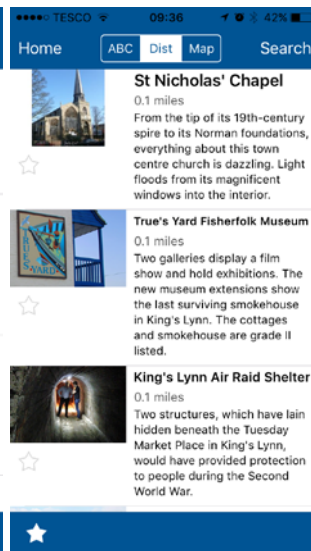 TESCO 09:36 42%
Home ABC Dist Map Search
St Nicholas' Chapel
0.1 miles
From the tip of its 19th-century
spire to its Norman foundations,
everything about this town
centre church is dazzling. Light
floods from its magnificent
windows into the interior.
True's Yard Fisherfolk Museum
0.1 miles
TRUES YARD
Two galleries display a film
show and hold exhibitions. The
new museum extensions show
the last surviving smokehouse
in King's Lynn. The cottages
and smokehouse are grade II
listed.
King's Lynn Air Raid Shelter
0.1 miles
Two structures, which have lain
hidden beneath the Tuesday
Market Place in King's Lynn,
would have provided protection
to people during the Second
World War.